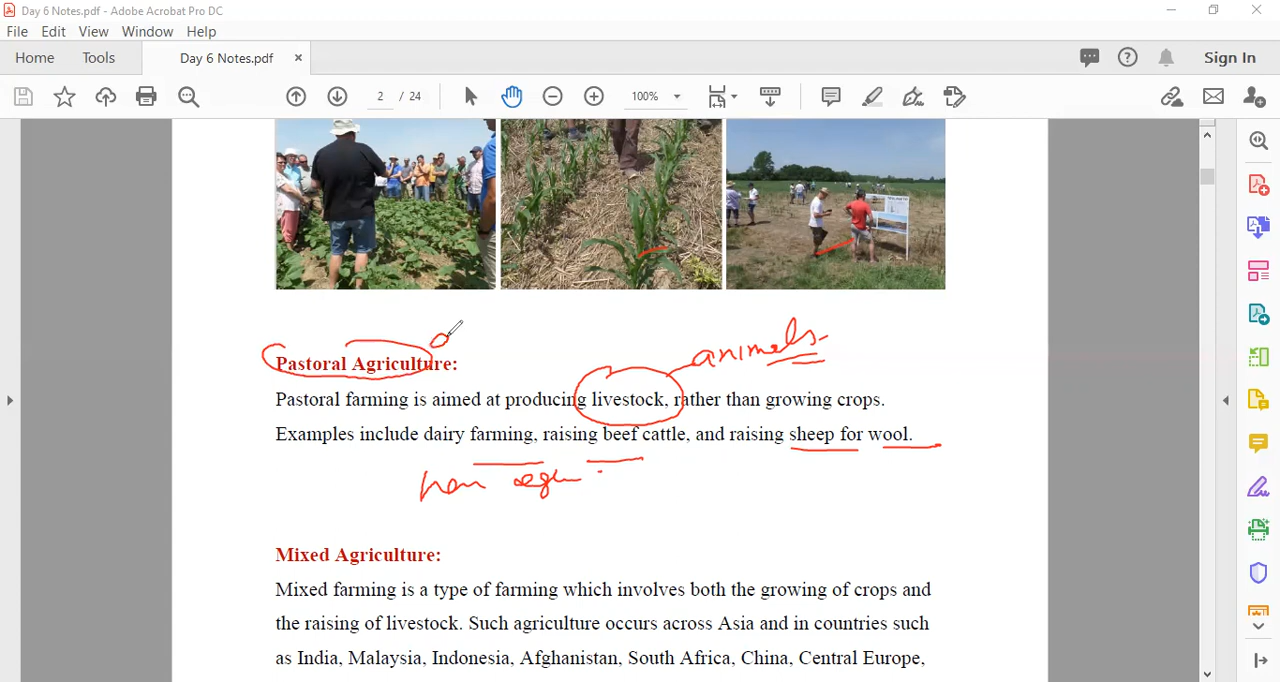 Day 6 Notes.pdf - Adobe Acrobat Pro DC
File Edit View Window Help
Home Tools Day 6 Notes.pdf × Sign In
2 / 24 100%
Pastoral Agriculture:
animals
Pastoral farming is aimed at producing livestock, rather than growing crops.
Examples include dairy farming, raising beef cattle, and raising sheep for wool.
Mixed Agriculture:
Mixed farming is a type of farming which involves both the growing of crops and
the raising of livestock. Such agriculture occurs across Asia and in countries such
as India, Malaysia, Indonesia, Afghanistan, South Africa, China, Central Europe,